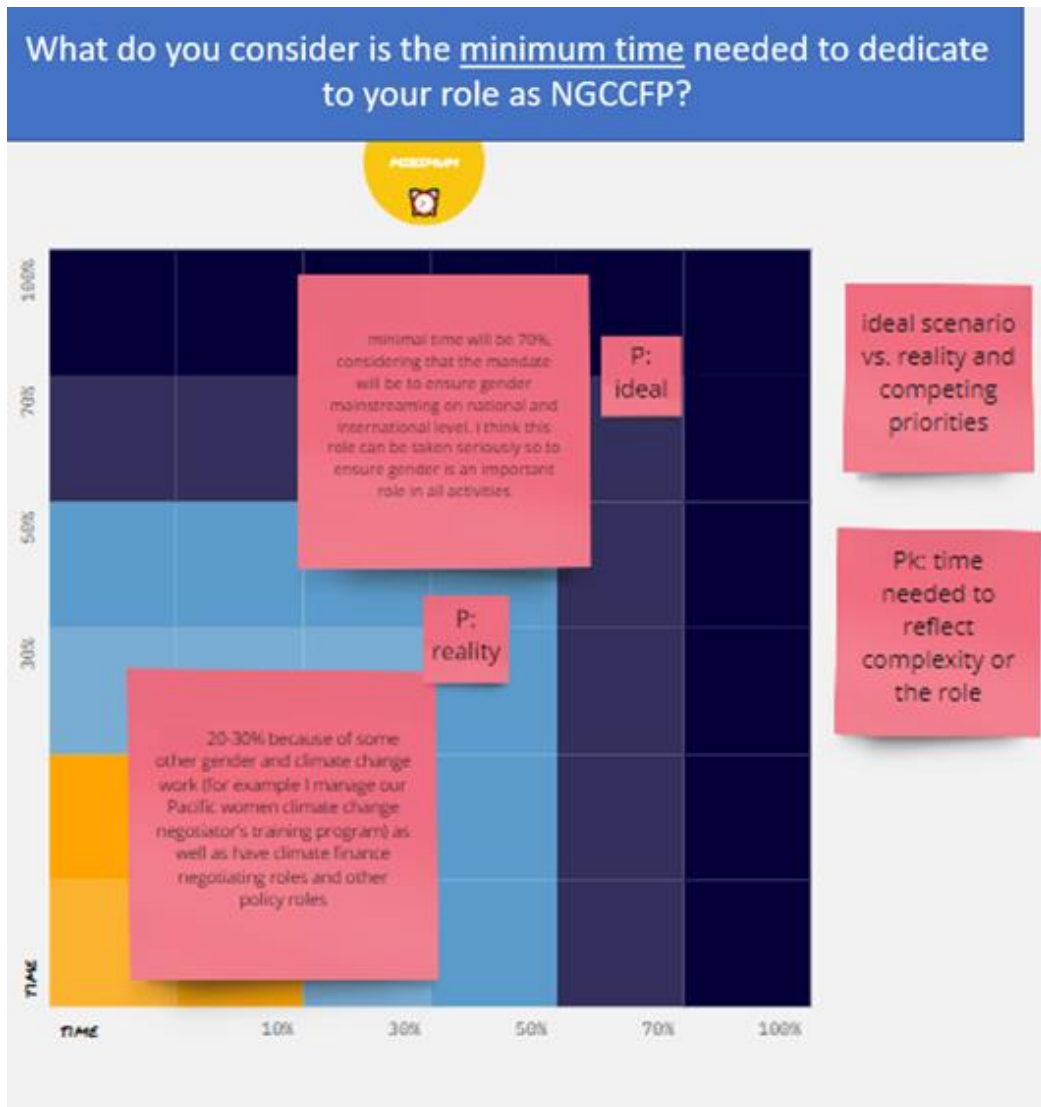 What do you consider is the minimum time needed to dedicate
to your role as NGCCFP?
MINIMUM
100%
70%
50%
30%
TIME
minimal time will be 70%,
considering that the mandate
will be to ensure gender
mainstreaming on national and
international level. I think this
role can be taken seriously so to
ensure gender is an important
role in all activities
P:
ideal
P:
reality
20-30% because of some
other gender and climate change
work (for example I manage our
Pacific women climate change
negotiator's training program) as
well as have climate finance
negotiating roles and other
policy roles
ideal scenario
vs. reality and
competing
priorities
Pk: time
needed to
reflect
complexity or
the role
TIME
10%
30%
50%
70%
100%